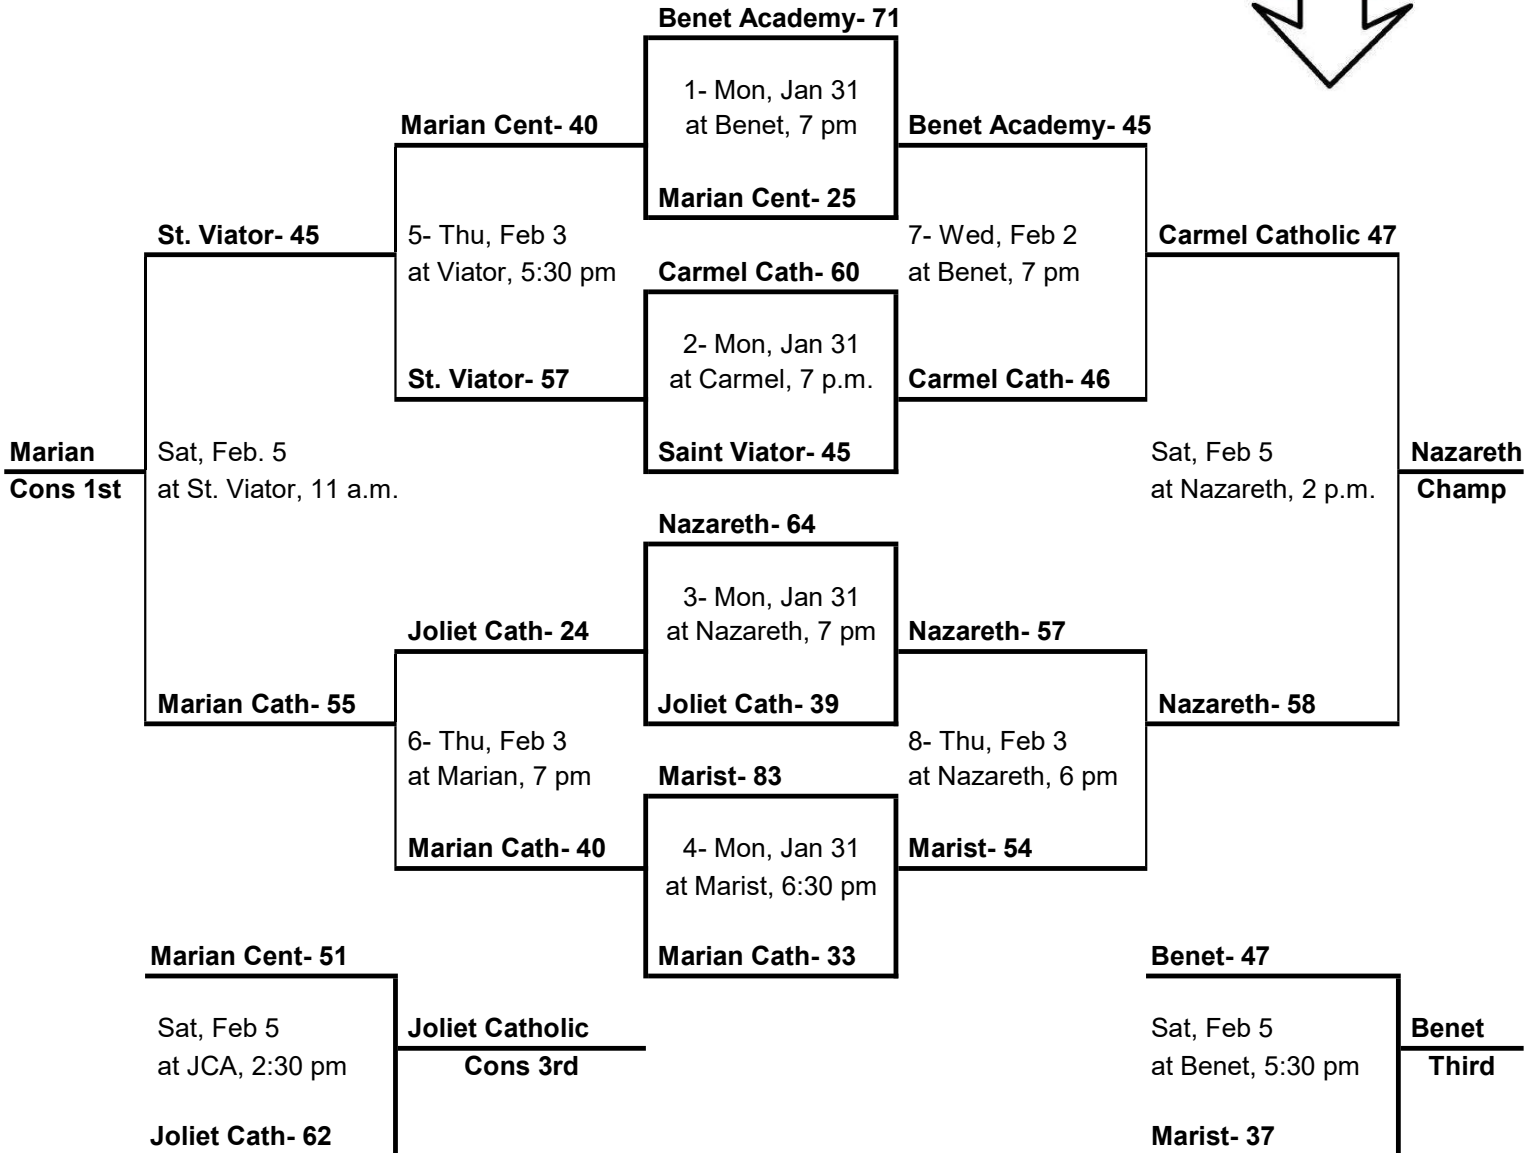 Benet Academy- 71
1- Mon, Jan 31
at Benet, 7 pm
Marian Cent- 40
Benet Academy- 45
Marian Cent- 25
St. Viator- 45
5- Thu, Feb 3
at Viator, 5:30 pm
7- Wed, Feb 2
at Benet, 7 pm
Carmel Catholic 47
Carmel Cath- 60
2- Mon, Jan 31
at Carmel, 7 p.m.
St. Viator- 57
Carmel Cath- 46
Marian
Cons 1st
Sat, Feb. 5
at St. Viator, 11 a.m.
Saint Viator- 45
Sat, Feb 5
at Nazareth, 2 p.m.
Nazareth
Champ
Nazareth- 64
3- Mon, Jan 31
at Nazareth, 7 pm
Joliet Cath- 24
Nazareth- 57
Marian Cath- 55
Joliet Cath- 39
Nazareth- 58
6- Thu, Feb 3
at Marian, 7 pm
8- Thu, Feb 3
at Nazareth, 6 pm
Marist- 83
Marian Cath- 40
4- Mon, Jan 31
at Marist, 6:30 pm
Marist- 54
Marian Cath- 33
Marian Cent- 51
Benet- 47
Sat, Feb 5
at JCA, 2:30 pm
Joliet Catholic
Cons 3rd
Sat, Feb 5
at Benet, 5:30 pm
Benet
Third
Joliet Cath- 62
Marist- 37